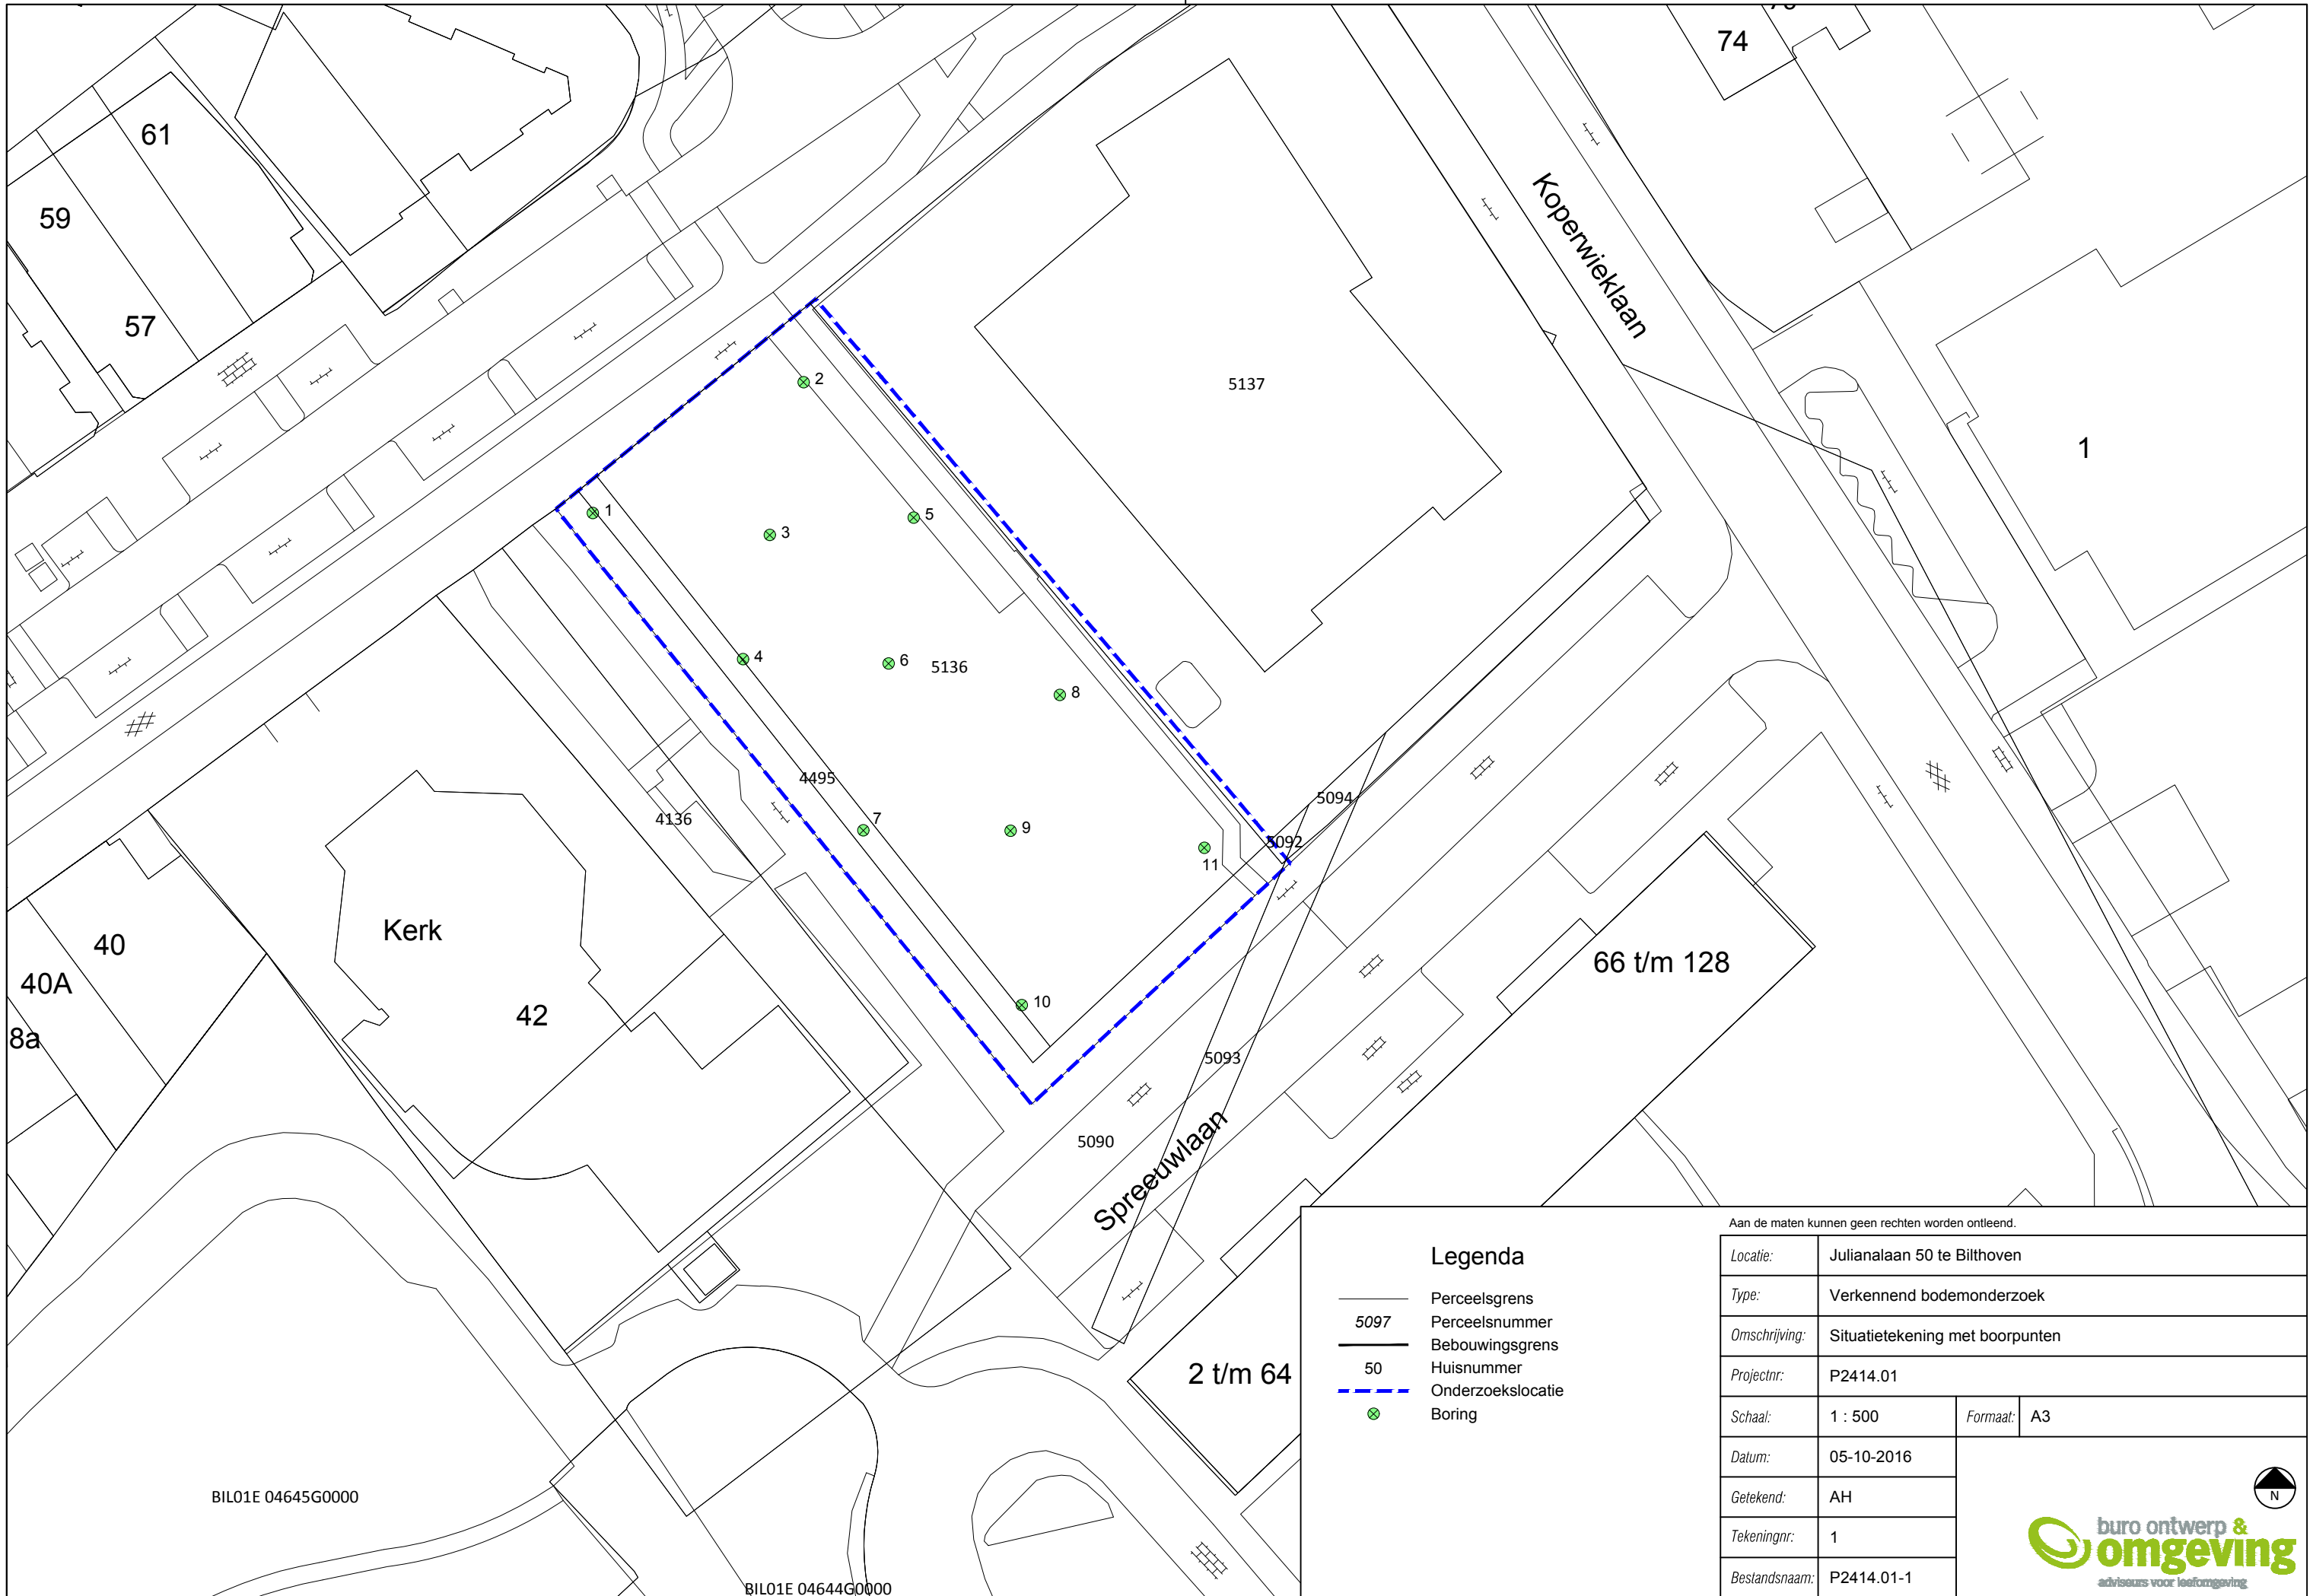 74
61
59
57
Koperwieklaan
5137
1
2
1
3
5
4
6
5136
8
4495
4136
7
9
11
5094
5092
10
Kerk
42
40
40A
8a
66 t/m 128
5093
5090
Spreeuwlaan
2 t/m 64
BIL01E 04645G0000
BIL01E 04644G0000
Legenda
Perceelsgrens
5097 Perceelsnummer
Bebouwingsgrens
50 Huisnummer
Onderzoekslocatie
Boring
Aan de maten kunnen geen rechten worden ontleend.
Locatie: Julianalaan 50 te Bilthoven
Type: Verkennend bodemonderzoek
Omschrijving: Situatietekening met boorpunten
Projectnr: P2414.01
Schaal: 1 : 500 Formaat: A3
Datum: 05-10-2016
Getekend: AH
Tekeningnr: 1
Bestandsnaam: P2414.01-1
N
buro ontwerp &
omgeving
adviseurs voor leefomgeving